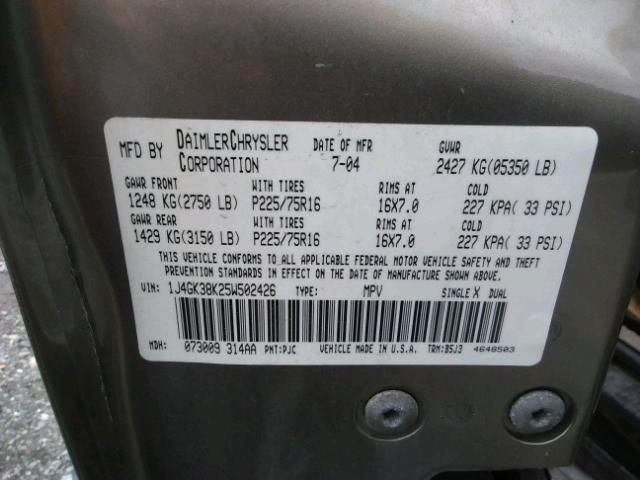 MFD BY DAIMLERCHRYSLER CORPORATION DATE OF MFR 7-04 GVWR 2427 KG(05350 LB)
GAWR FRONT WITH TIRES RIMS AT COLD
1248 KG(2750 LB) P225/75R16 16X7.0 227 KPA( 33 PSI)
GAWR REAR WITH TIRES RIMS AT COLD
1429 KG(3150 LB) P225/75R16 16X7.0 227 KPA( 33 PSI)
THIS VEHICLE CONFORMS TO ALL APPLICABLE FEDERAL MOTOR VEHICLE SAFETY AND THEFT
PREVENTION STANDARDS IN EFFECT ON THE DATE OF MANUFACTURE SHOWN ABOVE.
VIN: 1J4GK38K25W502426 TYPE: MPV SINGLE X DUAL
MDH: 073009 314AA PNT:PJC VEHICLE MADE IN U.S.A. TRM:B5J3 4648503